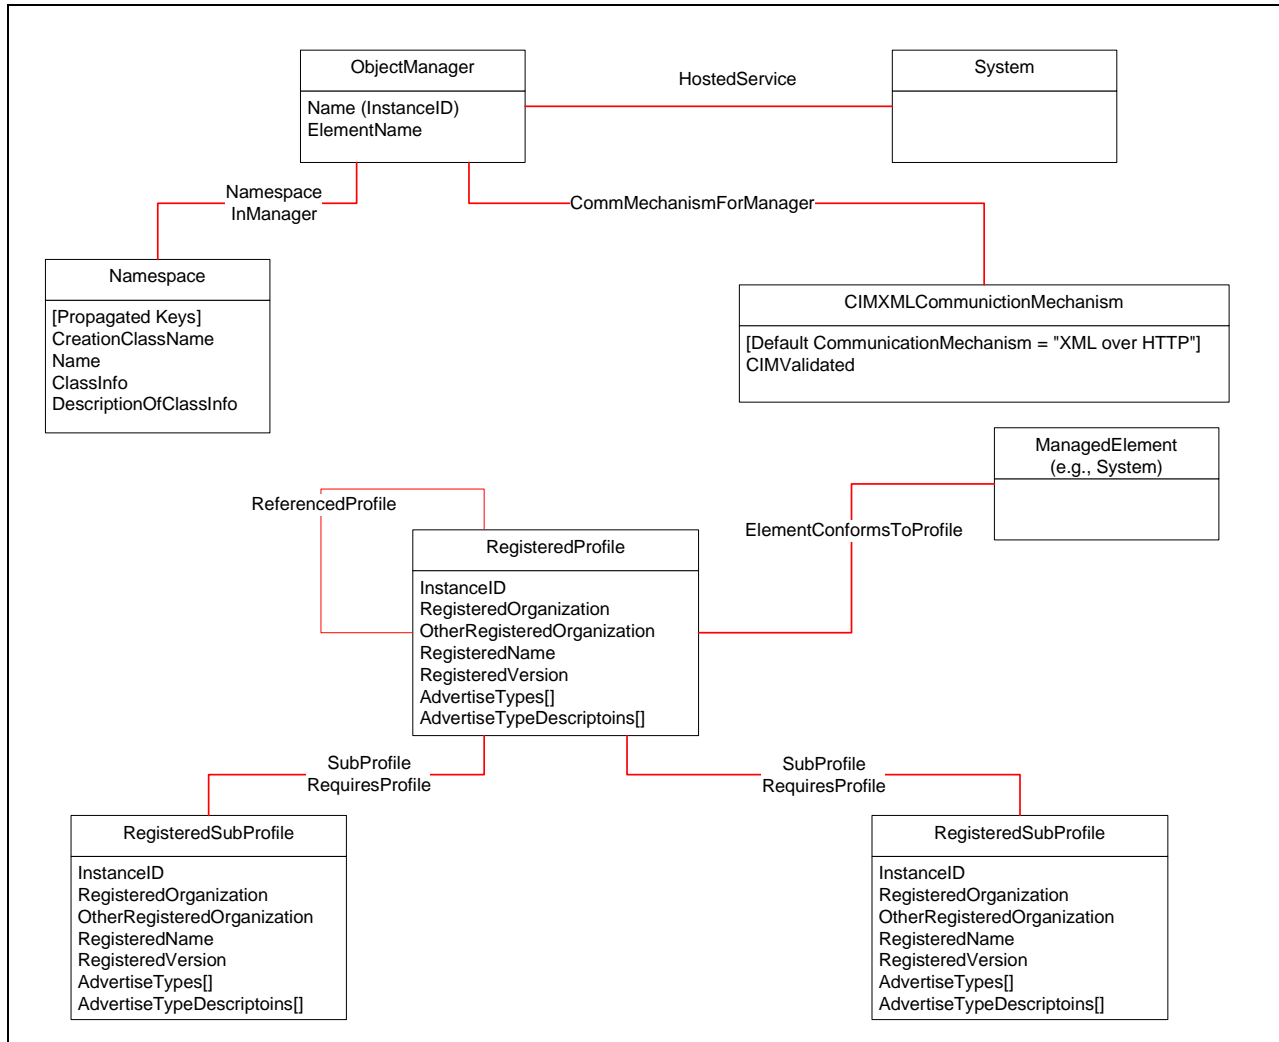 ObjectManager
Name (InstanceID)
ElementName
HostedService
System
Namespace
InManager
CommMechanismForManager
Namespace
[Propagated Keys]
CreationClassName
Name
ClassInfo
DescriptionOfClassInfo
CIMXMLCommunictionMechanism
[Default CommunicationMechanism = "XML over HTTP"]
CIMValidated
ManagedElement
(e.g., System)
ReferencedProfile
ElementConformsToProfile
RegisteredProfile
InstanceID
RegisteredOrganization
OtherRegisteredOrganization
RegisteredName
RegisteredVersion
AdvertiseTypes[]
AdvertiseTypeDescriptoins[]
SubProfile
RequiresProfile
SubProfile
RequiresProfile
RegisteredSubProfile
InstanceID
RegisteredOrganization
OtherRegisteredOrganization
RegisteredName
RegisteredVersion
AdvertiseTypes[]
AdvertiseTypeDescriptoins[]
RegisteredSubProfile
InstanceID
RegisteredOrganization
OtherRegisteredOrganization
RegisteredName
RegisteredVersion
AdvertiseTypes[]
AdvertiseTypeDescriptoins[]